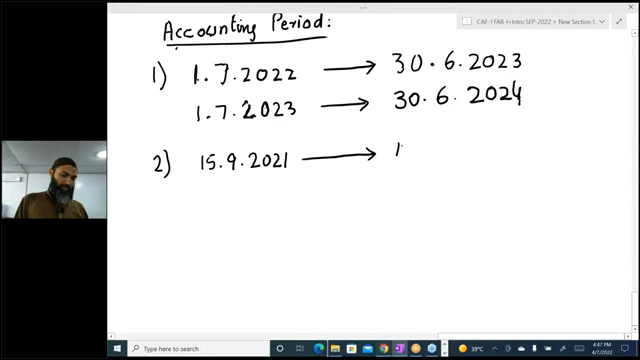 CAF-1 FAR-I+Intro SEP-2022 > New Section 1
Accounting Period:
1) 1.7.2022 → 30.6.2023
1.7.2023 → 30.6.2024
2) 15.9.2021 → 1
Type here to search
39°C
4:47 PM
4/7/2022